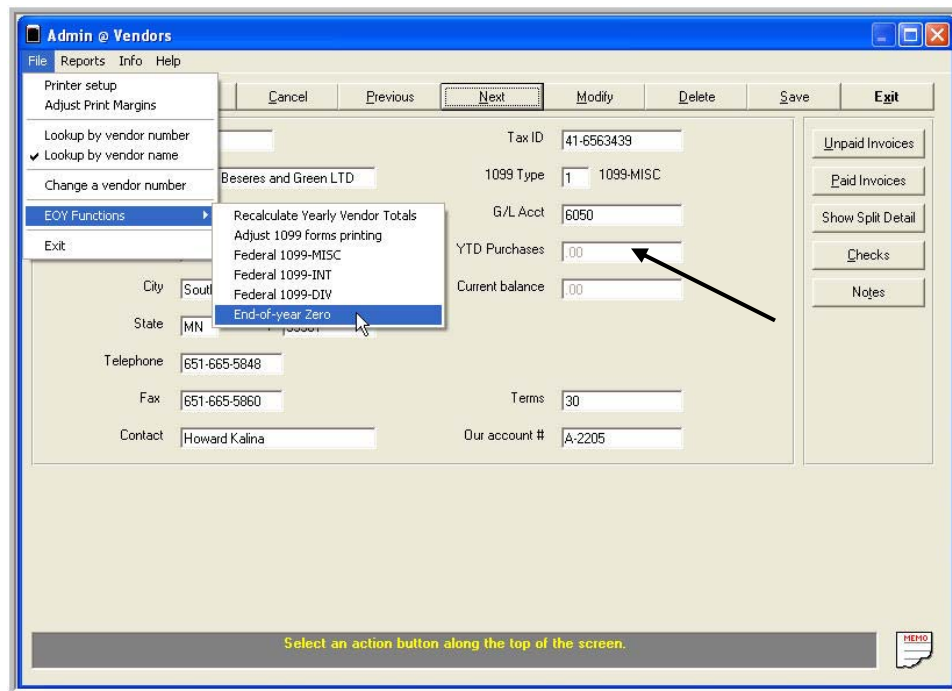 Admin @ Vendors
File Reports Info Help
Cancel Previous Next Modify Delete Save Exit
Printer setup
Adjust Print Margins
Lookup by vendor number
Lookup by vendor name
Change a vendor number
EOY Functions
Exit
Recalculate Yearly Vendor Totals
Adjust 1099 forms printing
Federal 1099-MISC
Federal 1099-INT
Federal 1099-DIV
End-of-year Zero
Beseres and Green LTD
City
State MN
Telephone 651-665-5848
Fax 651-665-5860
Contact Howard Kalina
Tax ID 41-6563439
1099 Type 1 1099-MISC
G/L Acct 6050
YTD Purchases .00
Current balance .00
Terms 30
Our account # A-2205
Unpaid Invoices
Paid Invoices
Show Split Detail
Checks
Notes
Select an action button along the top of the screen.
MEMO